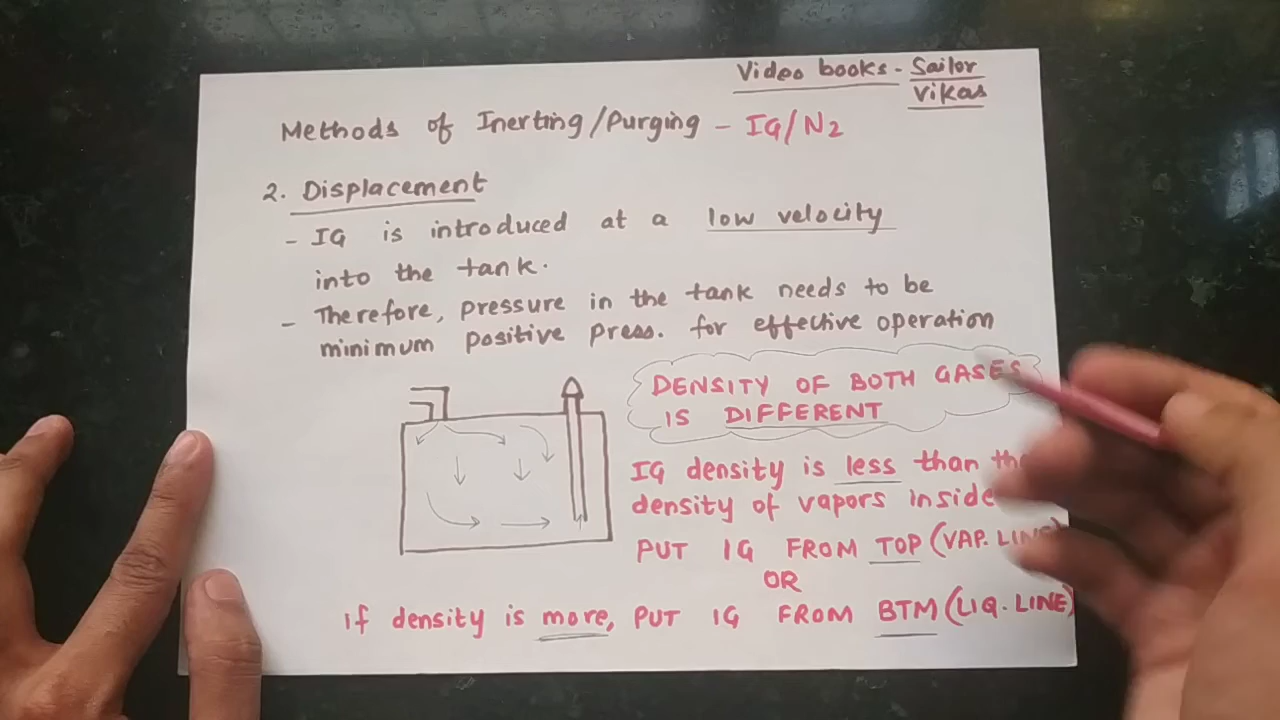 Video books - Sailor
Vikas
Methods of Inerting/Purging - IG/N2
2. Displacement
- IG is introduced at a low velocity
into the tank.
- Therefore, pressure in the tank needs to be
minimum positive press. for effective operation
DENSITY OF BOTH GASES
IS DIFFERENT
IG density is less than
density of vapors inside
PUT IG FROM TOP (VAP. LINE)
OR
if density is more, PUT IG FROM BTM (LIQ. LINE)